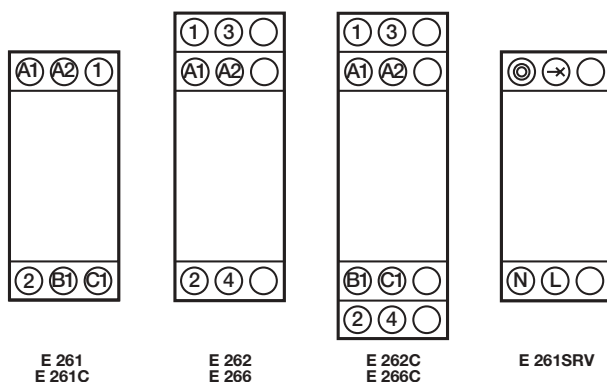 1 3
1 3
A1 A2 1
A1 A2
A1 A2
2 B1 C1
2 4
B1 C1
N L
2 4
E 261
E 261C
E 262
E 266
E 262C
E 266C
E 261SRV